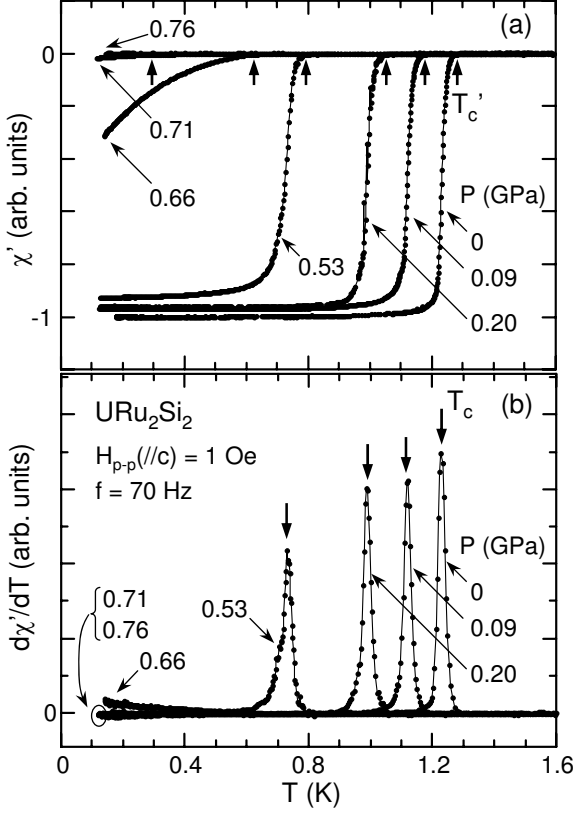 (a)
0.76
0
0.71
T_c'
0.66
P (GPa)
0
0.53
0.09
0.20
-1
χ' (arb. units)
(b)
T_c
URu₂Si₂
H_{p-p}(//c) = 1 Oe
f = 70 Hz
P (GPa)
0
0.71
0.53
0.09
0.76
0.66
0.20
0
dχ'/dT (arb. units)
0 0.4 0.8 1.2 1.6
T (K)